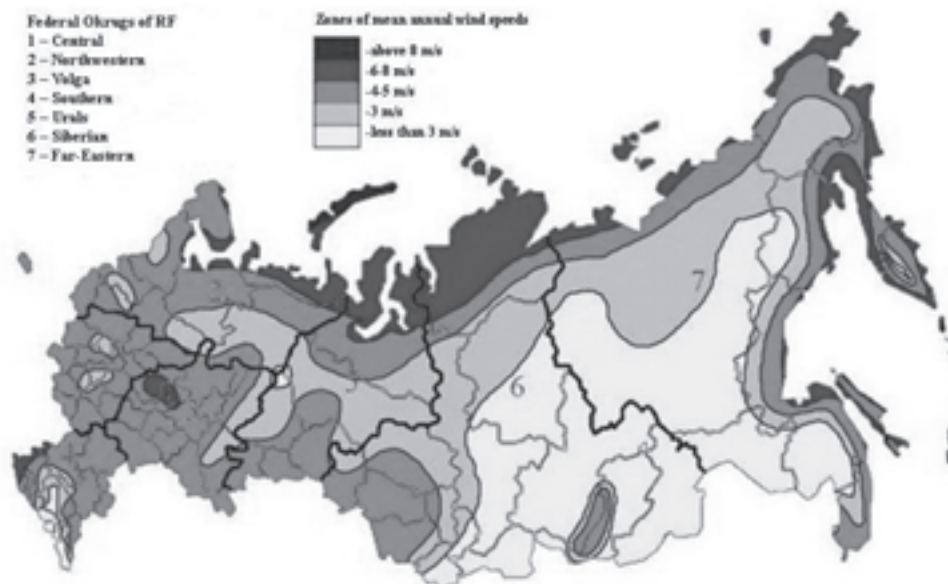 Federal Okrugs of RF
1 – Central
2 – Northwestern
3 – Volga
4 – Southern
5 – Urals
6 – Siberian
7 – Far-Eastern
Zones of mean annual wind speeds
-above 8 m/s
-6-8 m/s
-4-5 m/s
-3 m/s
-less than 3 m/s
7
6